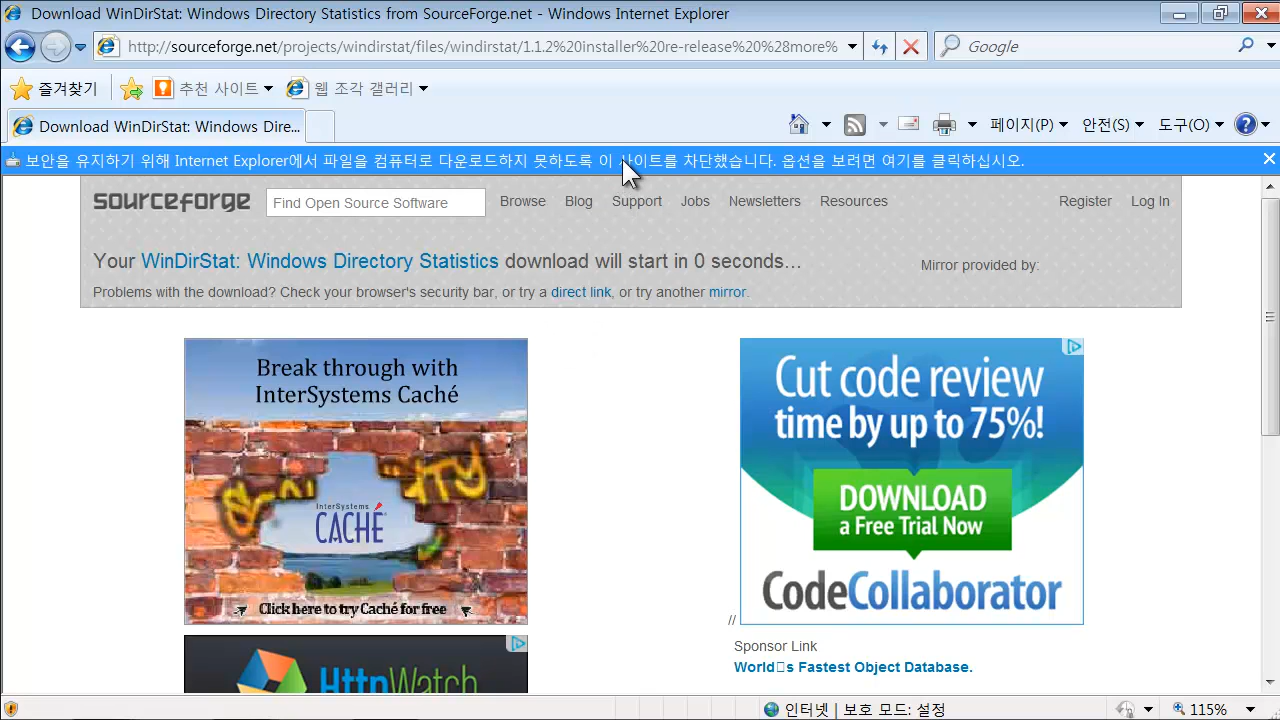 Download WinDirStat: Windows Directory Statistics from SourceForge.net - Windows Internet Explorer
http://sourceforge.net/projects/windirstat/files/windirstat/1.1.2%20installer%20re-release%20%28more%
Google
즐겨찾기
추천 사이트
웹 조각 갤러리
Download WinDirStat: Windows Dire...
페이지(P)
안전(S)
도구(O)
보안을 유지하기 위해 Internet Explorer에서 파일을 컴퓨터로 다운로드하지 못하도록 이 사이트를 차단했습니다. 옵션을 보려면 여기를 클릭하십시오.
sourceforge
Find Open Source Software
Browse
Blog
Support
Jobs
Newsletters
Resources
Register
Log In
Your WinDirStat: Windows Directory Statistics download will start in 0 seconds...
Mirror provided by:
Problems with the download? Check your browser's security bar, or try a direct link, or try another mirror.
Break through with
InterSystems Caché
InterSystems
CACHÉ
Click here to try Caché for free
HttpWatch
Cut code review
time by up to 75%!
DOWNLOAD
a Free Trial Now
CodeCollaborator
//
Sponsor Link
World□s Fastest Object Database.
인터넷 | 보호 모드: 설정
115%